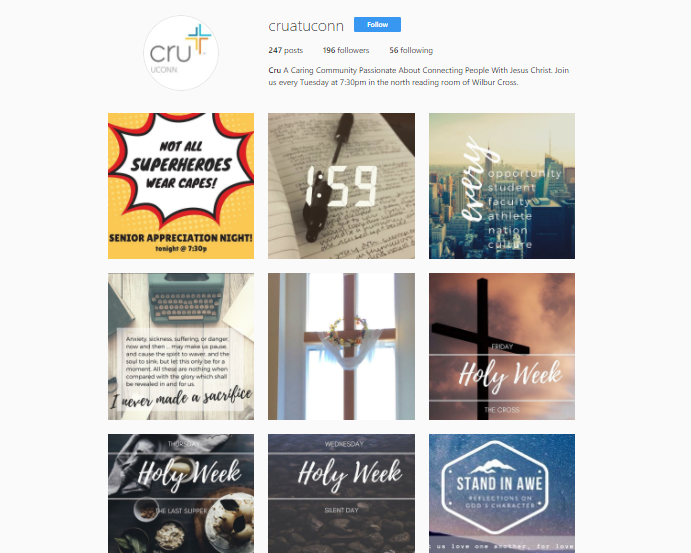 cru
UCONN
cruatuconn
Follow
247 posts
196 followers
56 following
Cru A Caring Community Passionate About Connecting People With Jesus Christ. Join
us every Tuesday at 7:30pm in the north reading room of Wilbur Cross.
NOT ALL
SUPERHEROES
WEAR CAPES!
SENIOR APPRECIATION NIGHT!
tonight @ 7:30p
1:59
every
opportunity
student
faculty
athlete
nation
culture
Anxiety, sickness, suffering, or danger,
now and then ... may make us pause,
and cause the spirit to waver, and the
soul to sink; but let this only be for a
moment. All these are nothing when
compared with the glory which shall
be revealed in and for us.
I never made a sacrifice
FRIDAY
Holy Week
THE CROSS
THURSDAY
Holy Week
THE LAST SUPPER
WEDNESDAY
Holy Week
SILENT DAY
STAND IN AWE
REFLECTIONS ON
GOD'S CHARACTER
us love one another, for love